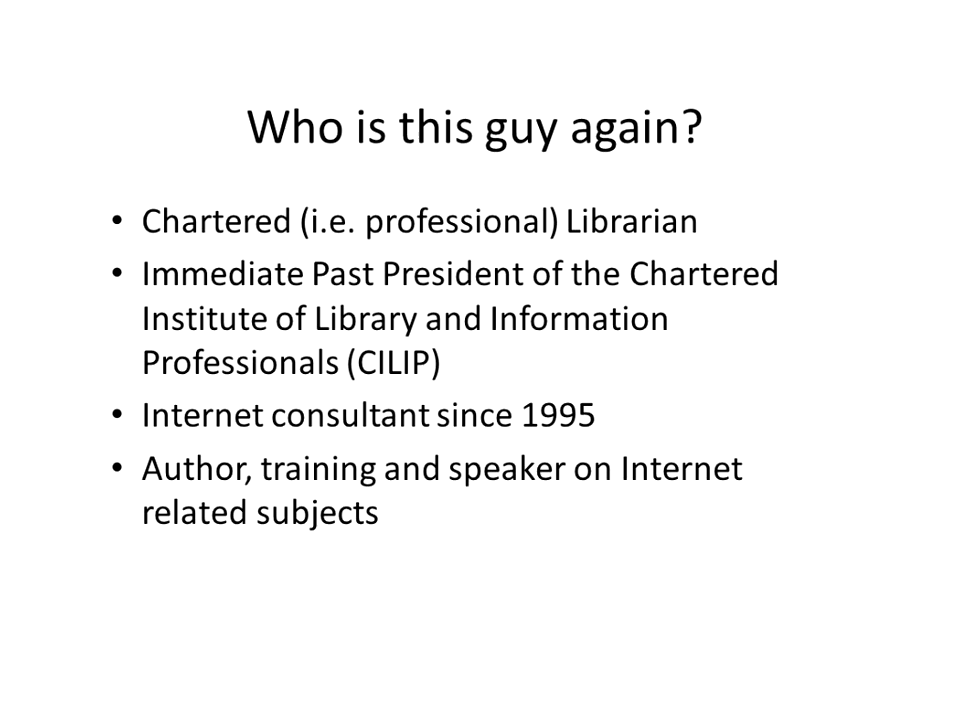 Who is this guy again?
• Chartered (i.e. professional) Librarian
• Immediate Past President of the Chartered
Institute of Library and Information
Professionals (CILIP)
• Internet consultant since 1995
• Author, training and speaker on Internet
related subjects